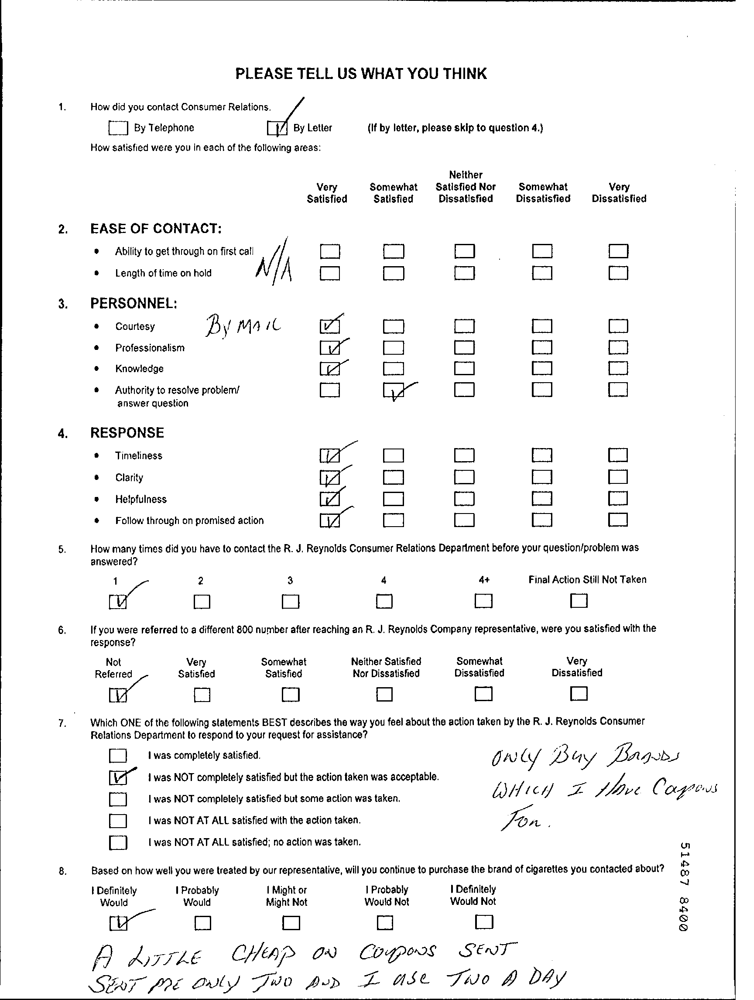 PLEASE TELL US WHAT YOU THINK
1. How did you contact Consumer Relations.
By Telephone By Letter (If by letter, please skip to question 4.)
How satisfied were you in each of the following areas:
Very Satisfied Somewhat Satisfied Neither Satisfied Nor Dissatisfied Somewhat Dissatisfied Very Dissatisfied
2. EASE OF CONTACT:
• Ability to get through on first call
• Length of time on hold N/A
3. PERSONNEL:
• Courtesy By MAIL
• Professionalism
• Knowledge
• Authority to resolve problem/
answer question
4. RESPONSE
• Timeliness
• Clarity
• Helpfulness
• Follow through on promised action
5. How many times did you have to contact the R. J. Reynolds Consumer Relations Department before your question/problem was
answered?
1 2 3 4 4+ Final Action Still Not Taken
6. If you were referred to a different 800 number after reaching an R. J. Reynolds Company representative, were you satisfied with the
response?
Not Referred Very Satisfied Somewhat Satisfied Neither Satisfied Nor Dissatisfied Somewhat Dissatisfied Very Dissatisfied
7. Which ONE of the following statements BEST describes the way you feel about the action taken by the R. J. Reynolds Consumer
Relations Department to respond to your request for assistance?
I was completely satisfied.
I was NOT completely satisfied but the action taken was acceptable.
I was NOT completely satisfied but some action was taken.
I was NOT AT ALL satisfied with the action taken.
I was NOT AT ALL satisfied; no action was taken.
ONLY Buy Brands
WHICH I Have Coupons
For.
8. Based on how well you were treated by our representative, will you continue to purchase the brand of cigarettes you contacted about?
I Definitely Would I Probably Would I Might or Might Not I Probably Would Not I Definitely Would Not
A LITTLE CHEAP ON COUPONS SENT
SENT ME ONLY TWO AND I USE TWO A DAY
51487 8400